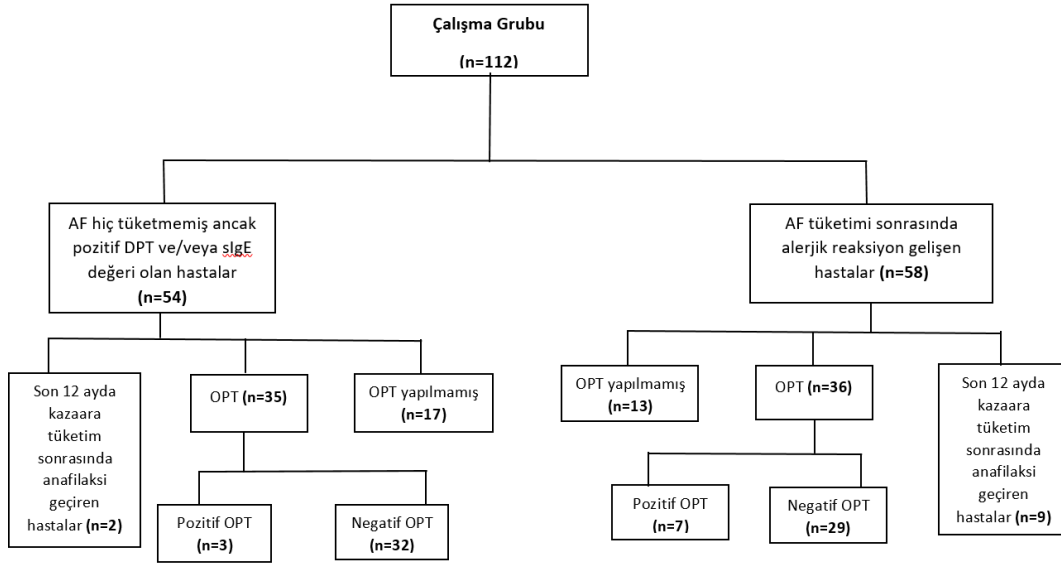 Çalışma Grubu
(n=112)
AF hiç tüketmemiş ancak
pozitif DPT ve/veya sIgE
değeri olan hastalar
(n=54)
AF tüketimi sonrasında
alerjik reaksiyon gelişen
hastalar (n=58)
Son 12 ayda
kazaara
tüketim
sonrasında
anafilaksi
geçiren
hastalar (n=2)
OPT (n=35)
OPT yapılmamış
(n=17)
OPT yapılmamış
(n=13)
OPT (n=36)
Son 12 ayda
kazaara
tüketim
sonrasında
anafilaksi
geçiren
hastalar (n=9)
Pozitif OPT
(n=3)
Negatif OPT
(n=32)
Pozitif OPT
(n=7)
Negatif OPT
(n=29)